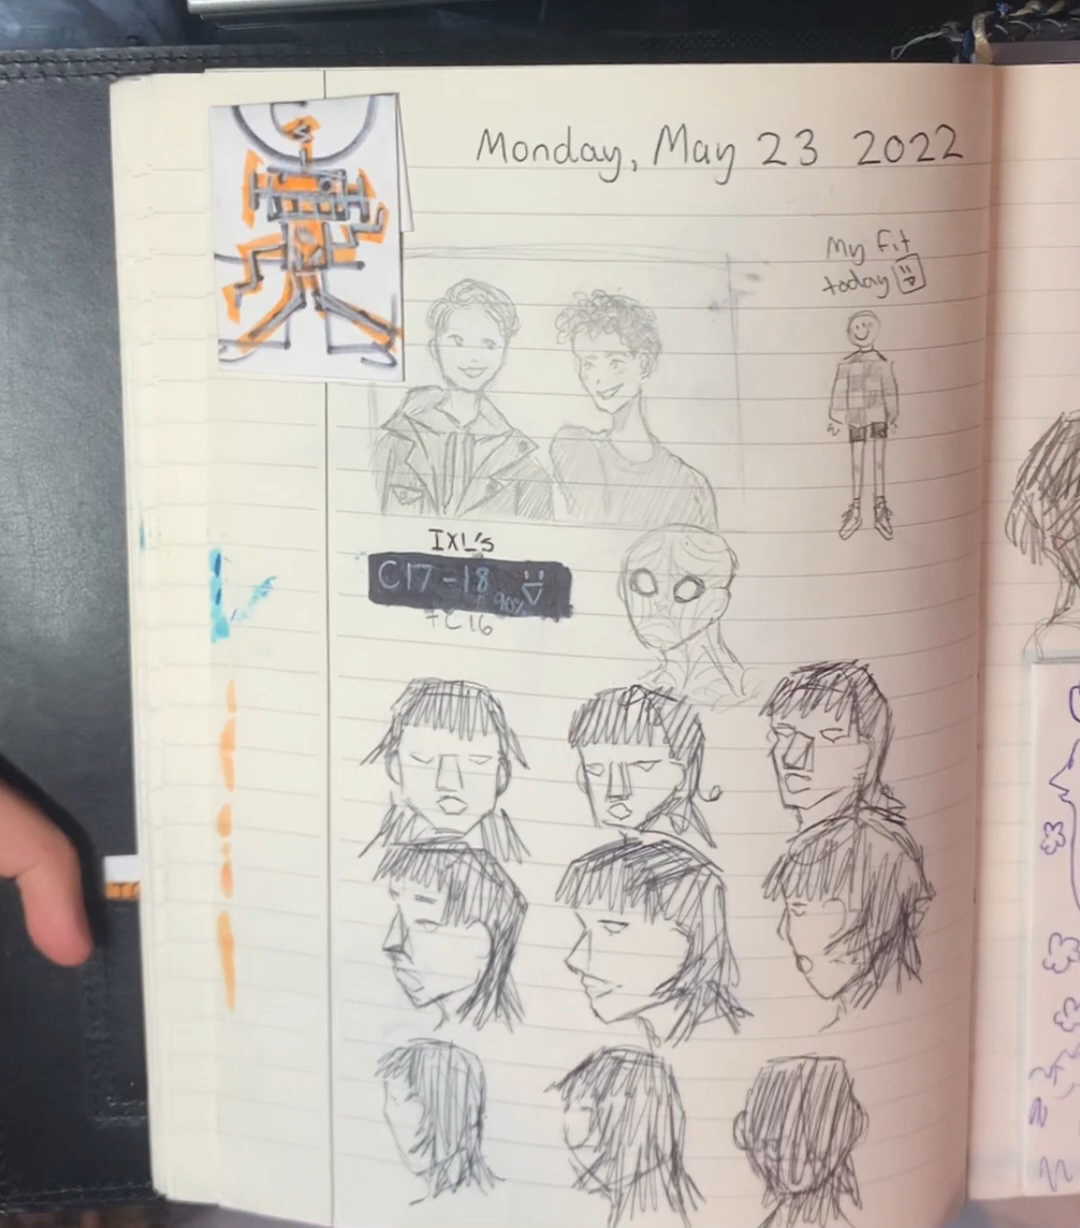 Monday, May 23 2022
My fit
today
IXL's
C17-18
+ 90%
+C16